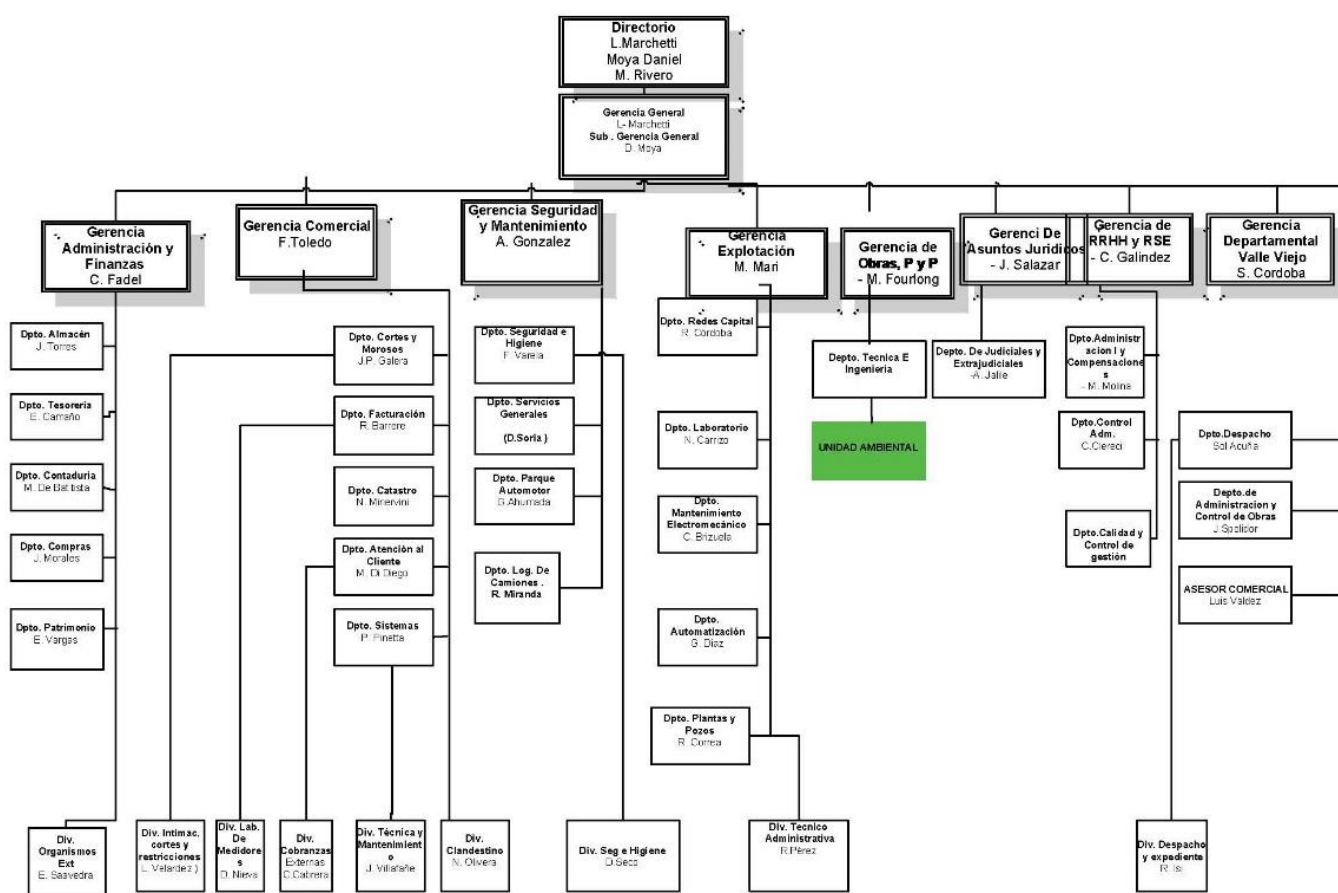 Directorio
L.Marchetti
Moya Daniel
M. Rivero
Gerencia General
L- Marchetti
Sub . Gerencia General
D. Moya
Gerencia
Administración y
Finanzas
C. Fadel
Gerencia Comercial
F.Toledo
Gerencia Seguridad
y Mantenimiento
A. Gonzalez
Gerencia
Explotación
M. Mari
Gerencia de
Obras, P y P
- M. Fourlong
Gerenci De
Asuntos Juridicos
- J. Salazar
Gerencia de
RRHH y RSE
- C. Galindez
Gerencia
Departamental
Valle Viejo
S. Cordoba
Dpto. Almacén
J. Torres
Dpto. Tesorería
E. Camaño
Dpto. Contaduría
M. De Battista
Dpto. Compras
J. Morales
Dpto. Patrimonio
E. Vargas
Dpto. Cortes y
Morosos
J.P. Galera
Dpto. Facturación
R. Barrere
Dpto. Catastro
N. Minervini
Dpto. Atención al
Cliente
M. Di Diego
Dpto. Sistemas
P. Pinetta
Dpto. Seguridad e
Higiene
F. Varela
Dpto. Servicios
Generales
(D.Soria )
Dpto. Parque
Automotor
G.Ahumada
Dpto. Log. De
Camiones .
R. Miranda
Dpto. Redes Capital
R. Córdoba
Dpto. Laboratorio
N. Carrizo
Dpto.
Mantenimiento
Electromecánico
C. Brizuela
Dpto.
Automatización
G. Diaz
Dpto. Plantas y
Pozos
R. Correa
Depto. Tecnica E
Ingenieria
UNIDAD AMBIENTAL
Depto. De Judiciales y
Extrajudiciales
-A. Jalile
Dpto.Administr
acion I y
Compensacione
s
- M. Molina
Dpto.Control
Adm.
C.Clereci
Dpto.Calidad y
Control de
gestión
Dpto.Despacho
Sol Acuña
Depto.de
Administracion y
Control de Obras
J.Spolidor
ASESOR COMERCIAL
Luis Valdez
Div.
Organismos
Ext
E. Saavedra
Div. Intimac,
cortes y
restricciones
L. Velardez )
Div. Lab.
De
Medidore
s
D. Nieva
Div.
Cobranzas
Externas
C.Cabrera
Div. Técnica y
Mantenimient
o
J. Villafañe
Div.
Clandestino
N. Olivera
Div. Seg e Higiene
D.Seco
Div. Tecnico
Administrativa
R.Pérez
Div. Despacho
y expediente
R. Isi